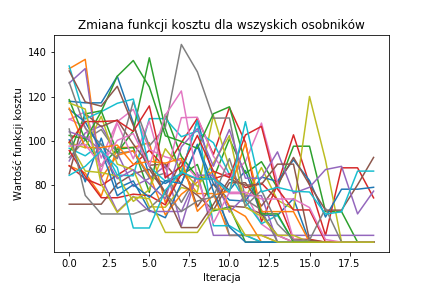 Zmiana funkcji kosztu dla wszyskich osobników
Wartość funkcji kosztu
140
120
100
80
60
0.0 2.5 5.0 7.5 10.0 12.5 15.0 17.5
Iteracja